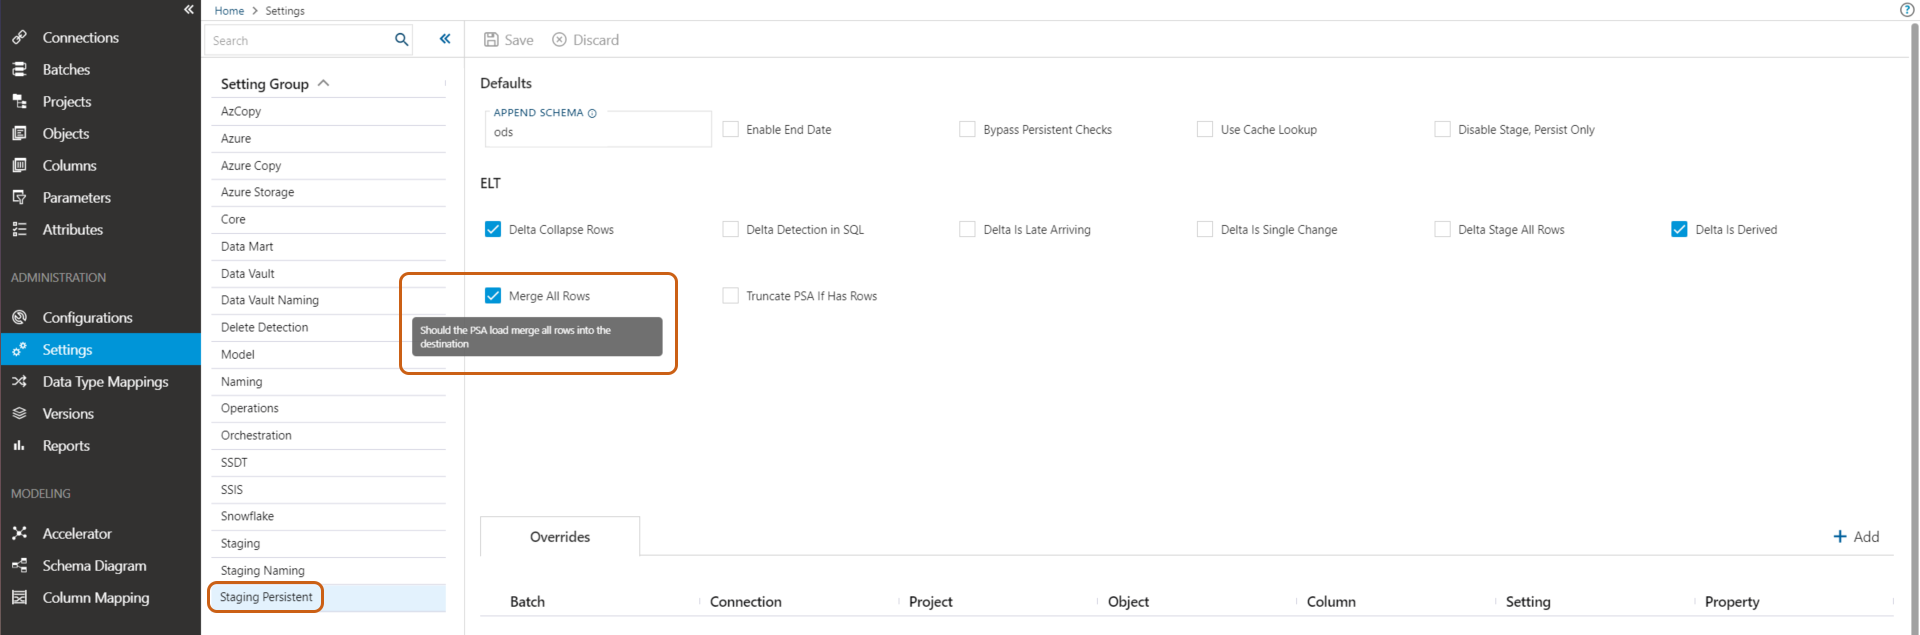 Home > Settings
Connections
Batches
Projects
Objects
Columns
Parameters
Attributes
ADMINISTRATION
Configurations
Settings
Data Type Mappings
Versions
Reports
MODELING
Accelerator
Schema Diagram
Column Mapping
Search
Setting Group
AzCopy
Azure
Azure Copy
Azure Storage
Core
Data Mart
Data Vault
Data Vault Naming
Delete Detection
Model
Naming
Operations
Orchestration
SSDT
SSIS
Snowflake
Staging
Staging Naming
Staging Persistent
Save Discard
Defaults
APPEND SCHEMA
ods
Enable End Date
Bypass Persistent Checks
Use Cache Lookup
Disable Stage, Persist Only
ELT
Delta Collapse Rows
Delta Detection in SQL
Delta Is Late Arriving
Delta Is Single Change
Delta Stage All Rows
Delta Is Derived
Merge All Rows
Truncate PSA If Has Rows
Should the PSA load merge all rows into the
destination
Overrides
+ Add
Batch Connection Project Object Column Setting Property